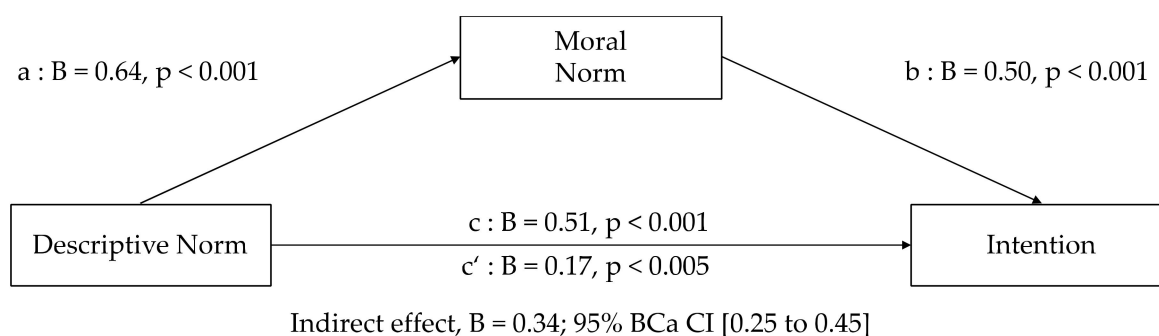 Moral
Norm
a : B = 0.64, p < 0.001
b : B = 0.50, p < 0.001
Descriptive Norm
c : B = 0.51, p < 0.001
c‘ : B = 0.17, p < 0.005
Intention
Indirect effect, B = 0.34; 95% BCa CI [0.25 to 0.45]